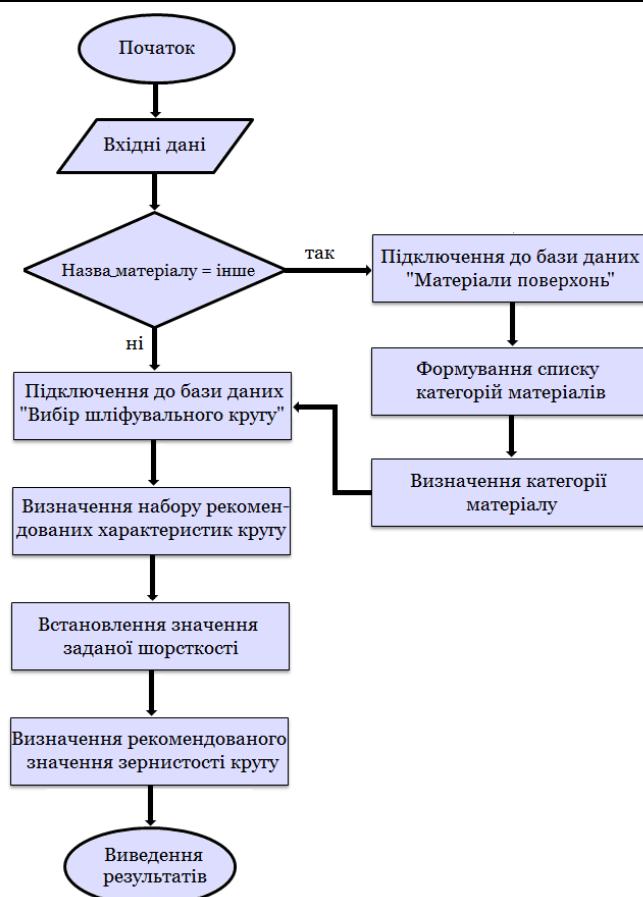 Початок
Вхідні дані
Назва_матеріалу = інше
так
ні
Підключення до бази даних
"Матеріали поверхонь"
Формування списку
категорій матеріалів
Визначення категорії
матеріалу
Підключення до бази даних
"Вибір шліфувального кругу"
Визначення набору рекомен-
дованих характеристик кругу
Встановлення значення
заданої шорсткості
Визначення рекомендованого
значення зернистості кругу
Виведення
результатів